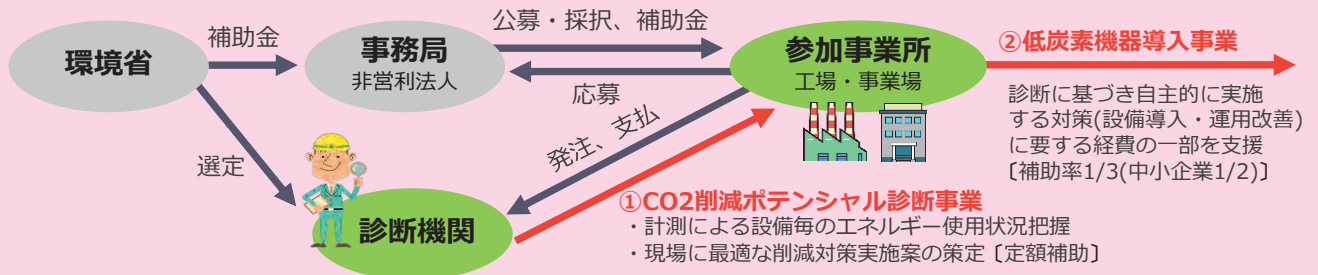 環境省
補助金
事務局
非営利法人
公募・採択、補助金
応募
参加事業所
工場・事業場
②低炭素機器導入事業
診断に基づき自主的に実施
する対策(設備導入・運用改善)
に要する経費の一部を支援
〔補助率1/3(中小企業1/2)〕
選定
発注、支払
診断機関
①CO2削減ポテンシャル診断事業
・計測による設備毎のエネルギー使用状況把握
・現場に最適な削減対策実施案の策定〔定額補助〕